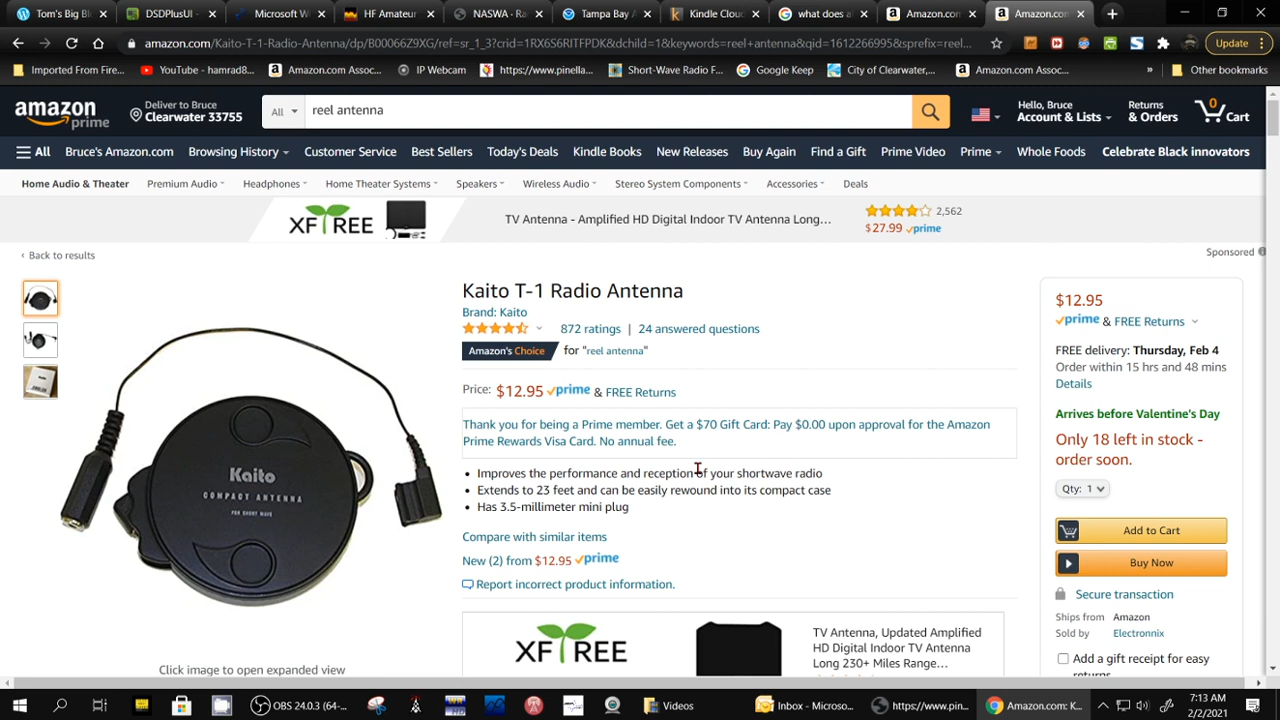 Tom's Big Bl
DSDPlusUI -
Microsoft W
HF Amateur
NASWA - Ra
Tampa Bay A
Kindle Cloud
what does a
Amazon.com
Amazon.com
Update
amazon.com/Kaito-T-1-Radio-Antenna/dp/B00066Z9XG/ref=sr_1_3?crid=1RX6S6RITFPDK&dchild=1&keywords=reel+antenna&qid=1612266995&sprefix=reel...
Imported From Fire...
YouTube - hamrad8...
Amazon.com Assoc...
IP Webcam
https://www.pinella...
Short-Wave Radio F...
Google Keep
City of Clearwater,...
Amazon.com Assoc...
»
Other bookmarks
amazon prime
Deliver to Bruce
Clearwater 33755
All
reel antenna
Hello, Bruce
Account & Lists
Returns
& Orders
0
Cart
All
Bruce's Amazon.com
Browsing History
Customer Service
Best Sellers
Today's Deals
Kindle Books
New Releases
Buy Again
Find a Gift
Prime Video
Prime
Whole Foods
Celebrate Black innovators
Home Audio & Theater
Premium Audio
Headphones
Home Theater Systems
Speakers
Wireless Audio
Stereo System Components
Accessories
Deals
XFTREE
TV Antenna - Amplified HD Digital Indoor TV Antenna Long...
2,562
$27.99 prime
‹ Back to results
Sponsored
Kaito T-1 Radio Antenna
Brand: Kaito
872 ratings | 24 answered questions
Amazon's Choice for "reel antenna"
Price: $12.95 prime & FREE Returns
Thank you for being a Prime member. Get a $70 Gift Card: Pay $0.00 upon approval for the Amazon
Prime Rewards Visa Card. No annual fee.
• Improves the performance and reception of your shortwave radio
• Extends to 23 feet and can be easily rewound into its compact case
• Has 3.5-millimeter mini plug
Compare with similar items
New (2) from $12.95 prime
Report incorrect product information.
XFTREE
TV Antenna, Updated Amplified
HD Digital Indoor TV Antenna
Long 230+ Miles Range...
Kaito
COMPACT ANTENNA
FOR SHORT WAVE
Click image to open expanded view
$12.95
prime & FREE Returns
FREE delivery: Thursday, Feb 4
Order within 15 hrs and 48 mins
Details
Arrives before Valentine's Day
Only 18 left in stock -
order soon.
Qty: 1
Add to Cart
Buy Now
Secure transaction
Ships from Amazon
Sold by Electronnix
Add a gift receipt for easy
returns
OBS 24.0.3 (64-...
Videos
Inbox - Microso...
https://www.pin...
Amazon.com: K...
7:13 AM
2/2/2021